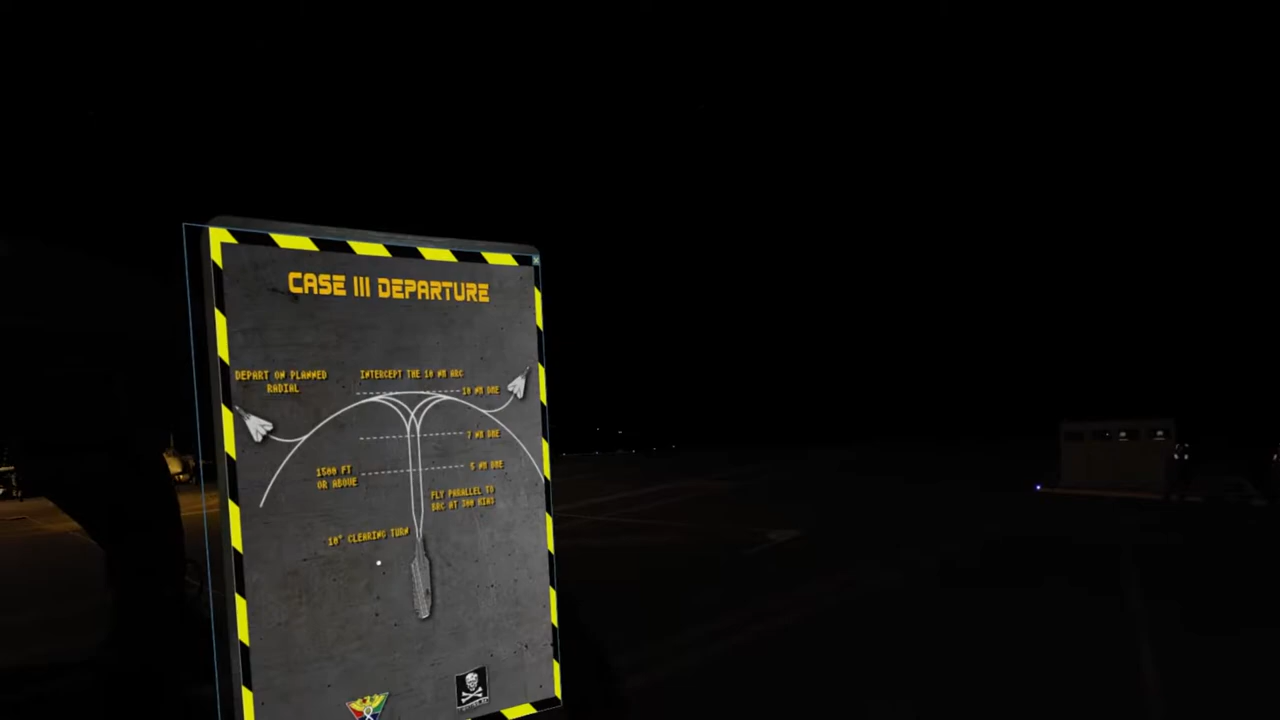 CASE III DEPARTURE
DEPART ON PLANNED
RADIAL
INTERCEPT THE 10 NM ARC
10 NM DME
7 NM DME
5 NM DME
1500 FT
OR ABOVE
FLY PARALLEL TO
BRC AT 300 KIAS
10° CLEARING TURN